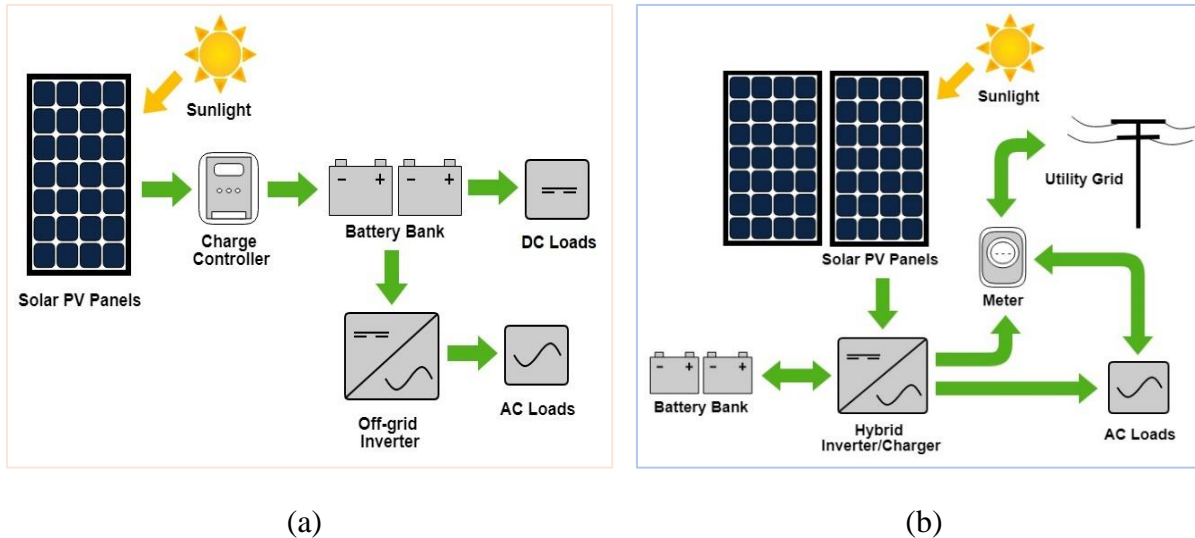 Sunlight
Solar PV Panels
Charge
Controller
Battery Bank
DC Loads
Off-grid
Inverter
AC Loads
(a)
Sunlight
Utility Grid
Solar PV Panels
Meter
Battery Bank
Hybrid
Inverter/Charger
AC Loads
(b)